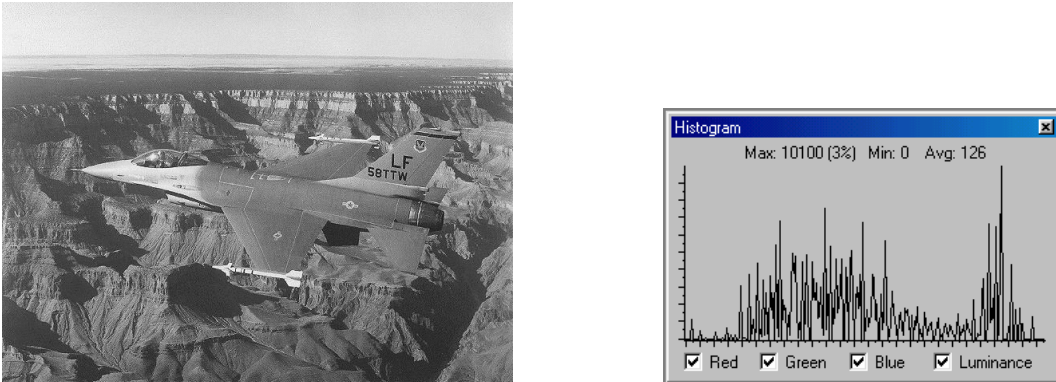 LF
58TTW
Histogram
Max: 10100 (3%) Min: 0 Avg: 126
Red Green Blue Luminance